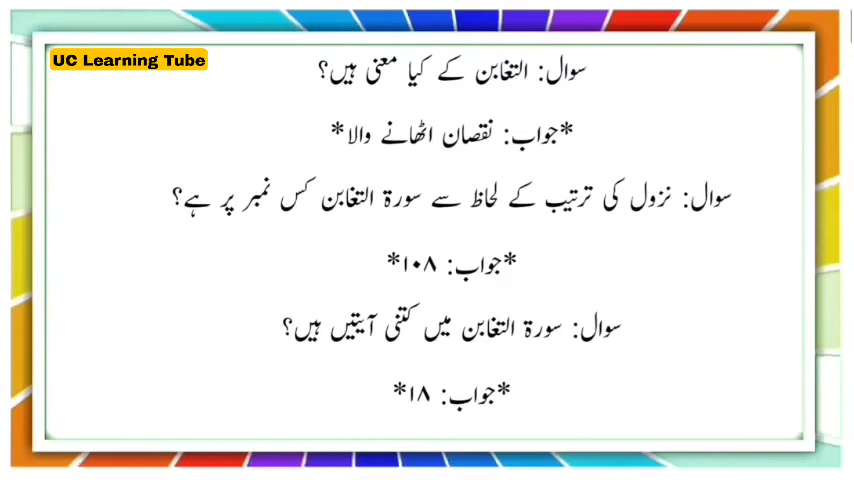 UC Learning Tube
سوال: التغابن کے کیا معنی ہیں؟
*جواب: نقصان اٹھانے والا*
سوال: نزول کی ترتیب کے لحاظ سے سورۃ التغابن کس نمبر پر ہے؟
*جواب: ۱۰۸*
سوال: سورۃ التغابن میں کتنی آیتیں ہیں؟
*جواب: ۱۸*